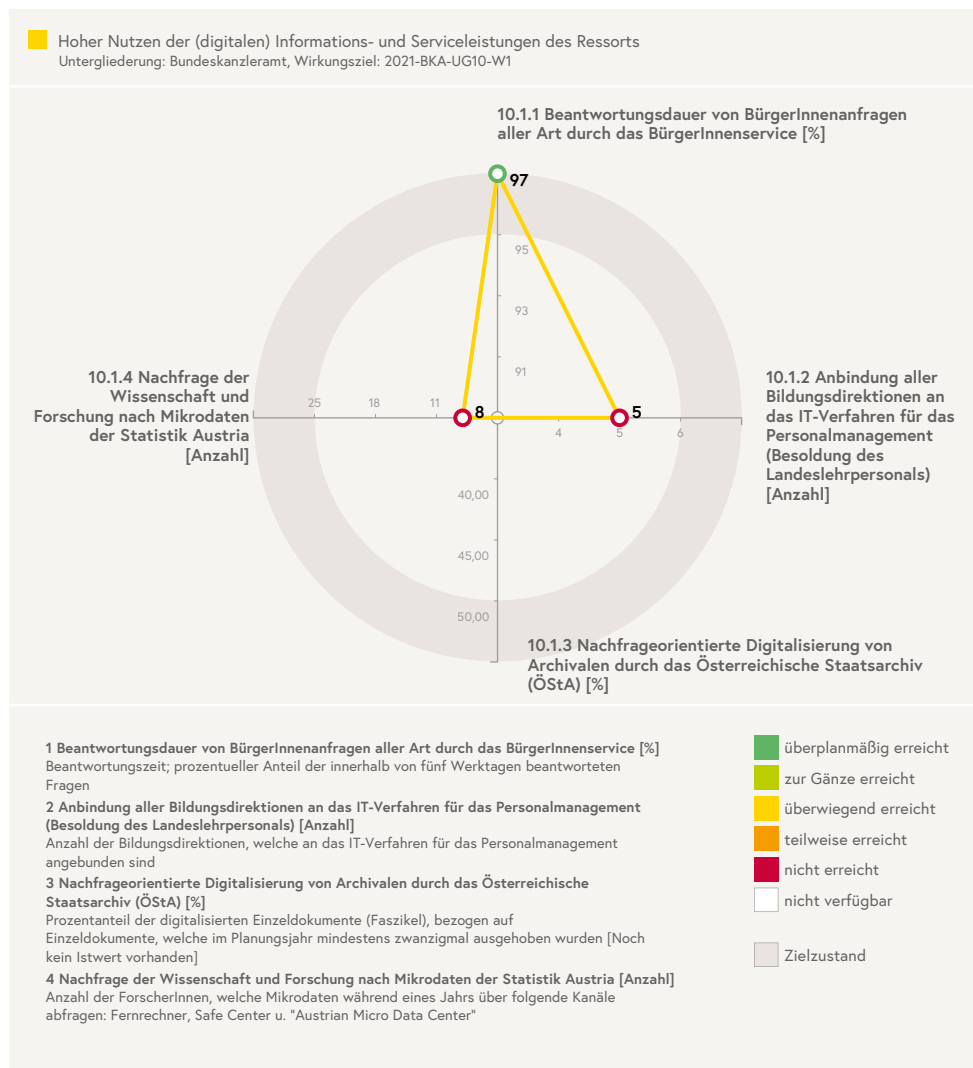 Hoher Nutzen der (digitalen) Informations- und Serviceleistungen des Ressorts
Untergliederung: Bundeskanzleramt, Wirkungsziel: 2021-BKA-UG10-W1
10.1.1 Beantwortungsdauer von BürgerInnenanfragen
aller Art durch das BürgerInnenservice [%]
97
95
93
91
10.1.4 Nachfrage der
Wissenschaft und
Forschung nach Mikrodaten
der Statistik Austria
[Anzahl]
25
18
11
8
5
4
5
6
10.1.2 Anbindung aller
Bildungsdirektionen an
das IT-Verfahren für das
Personalmanagement
(Besoldung des
Landeslehrpersonals)
[Anzahl]
40,00
45,00
50,00
10.1.3 Nachfrageorientierte Digitalisierung von
Archivalen durch das Österreichische Staatsarchiv
(ÖStA) [%]
1 Beantwortungsdauer von BürgerInnenanfragen aller Art durch das BürgerInnenservice [%]
Beantwortungszeit; prozentueller Anteil der innerhalb von fünf Werktagen beantworteten
Fragen
2 Anbindung aller Bildungsdirektionen an das IT-Verfahren für das Personalmanagement
(Besoldung des Landeslehrpersonals) [Anzahl]
Anzahl der Bildungsdirektionen, welche an das IT-Verfahren für das Personalmanagement
angebunden sind
3 Nachfrageorientierte Digitalisierung von Archivalen durch das Österreichische
Staatsarchiv (ÖStA) [%]
Prozentanteil der digitalisierten Einzeldokumente (Faszikel), bezogen auf
Einzeldokumente, welche im Planungsjahr mindestens zwanzigmal ausgehoben wurden [Noch
kein Istwert vorhanden]
4 Nachfrage der Wissenschaft und Forschung nach Mikrodaten der Statistik Austria [Anzahl]
Anzahl der ForscherInnen, welche Mikrodaten während eines Jahrs über folgende Kanäle
abfragen: Fernrechner, Safe Center u. "Austrian Micro Data Center"
überplanmäßig erreicht
zur Gänze erreicht
überwiegend erreicht
teilweise erreicht
nicht erreicht
nicht verfügbar
Zielzustand